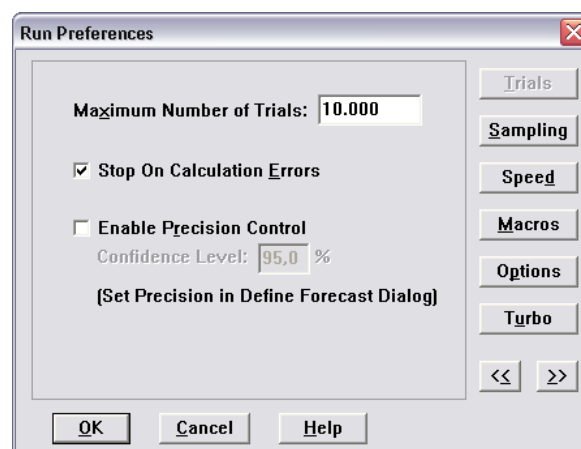 Run Preferences
Maximum Number of Trials: 10.000
Stop On Calculation Errors
Enable Precision Control
Confidence Level: 95,0 %
(Set Precision in Define Forecast Dialog)
Trials
Sampling
Speed
Macros
Options
Turbo
<< >>
OK Cancel Help